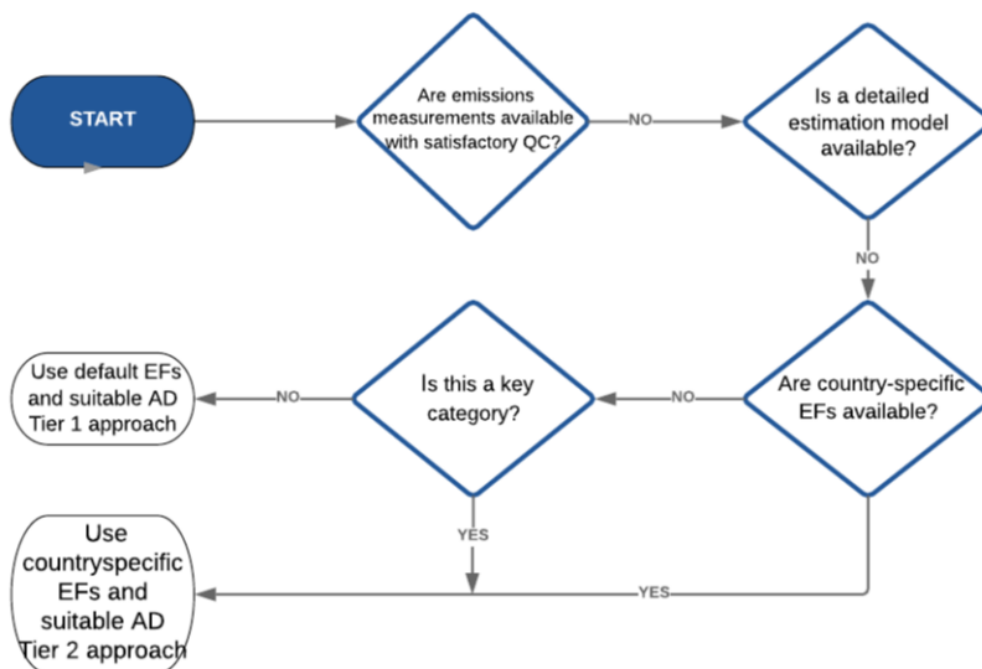 START
Are emissions
measurements available
with satisfactory QC?
NO
Is a detailed
estimation model
available?
NO
Use default EFs
and suitable AD
Tier 1 approach
NO
Is this a key
category?
NO
Are country-specific
EFs available?
YES
Use
countryspecific
EFs and
suitable AD
Tier 2 approach
YES